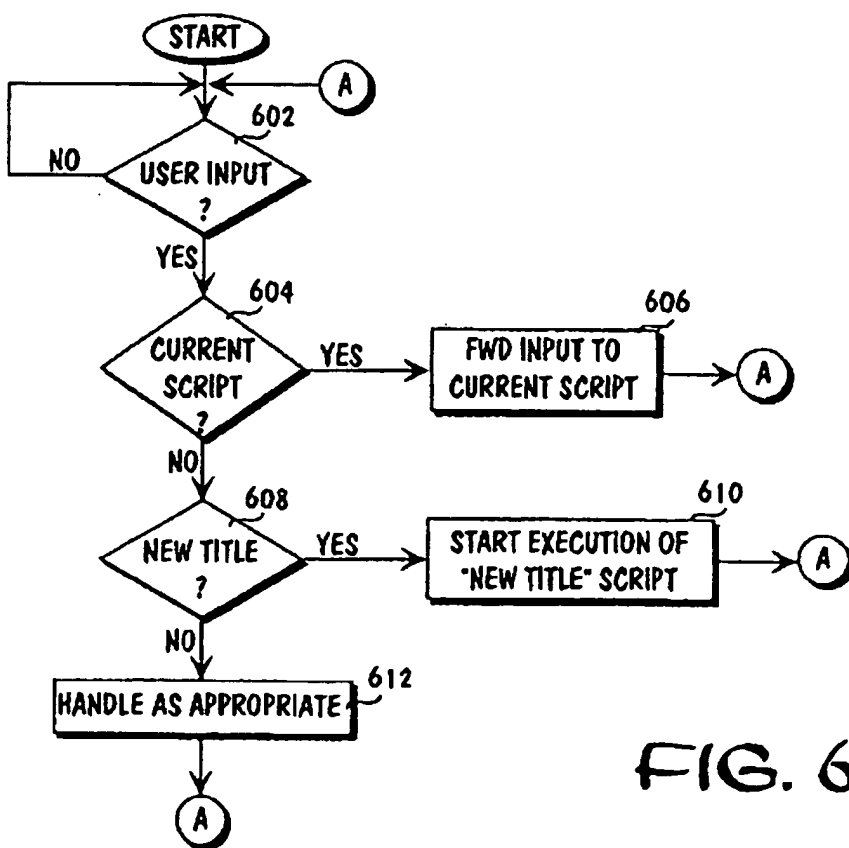 START
A
602
NO
USER INPUT
?
YES
604
CURRENT
SCRIPT
?
YES
606
FWD INPUT TO
CURRENT SCRIPT
A
NO
608
NEW TITLE
?
YES
610
START EXECUTION OF
"NEW TITLE" SCRIPT
A
NO
HANDLE AS APPROPRIATE
612
A
FIG. 6